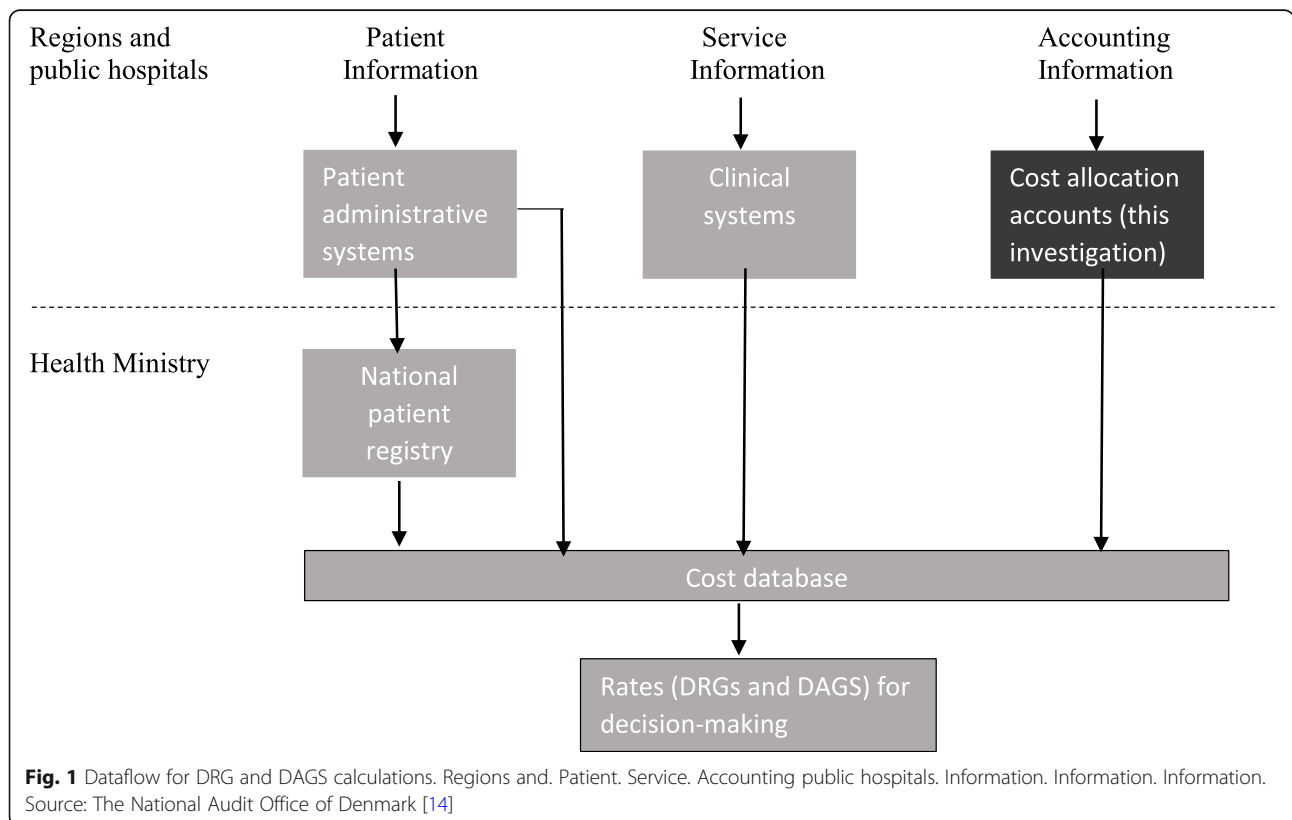 Regions and
public hospitals
Patient
Information
Service
Information
Accounting
Information
Patient
administrative
systems
Clinical
systems
Cost allocation
accounts (this
investigation)
Health Ministry
National
patient
registry
Cost database
Rates (DRGs and DAGS) for
decision-making
Fig. 1 Dataflow for DRG and DAGS calculations. Regions and. Patient. Service. Accounting public hospitals. Information. Information. Information.
Source: The National Audit Office of Denmark [14]